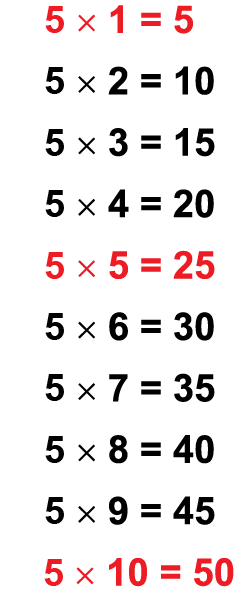 5 × 1 = 5
5 × 2 = 10
5 × 3 = 15
5 × 4 = 20
5 × 5 = 25
5 × 6 = 30
5 × 7 = 35
5 × 8 = 40
5 × 9 = 45
5 × 10 = 50